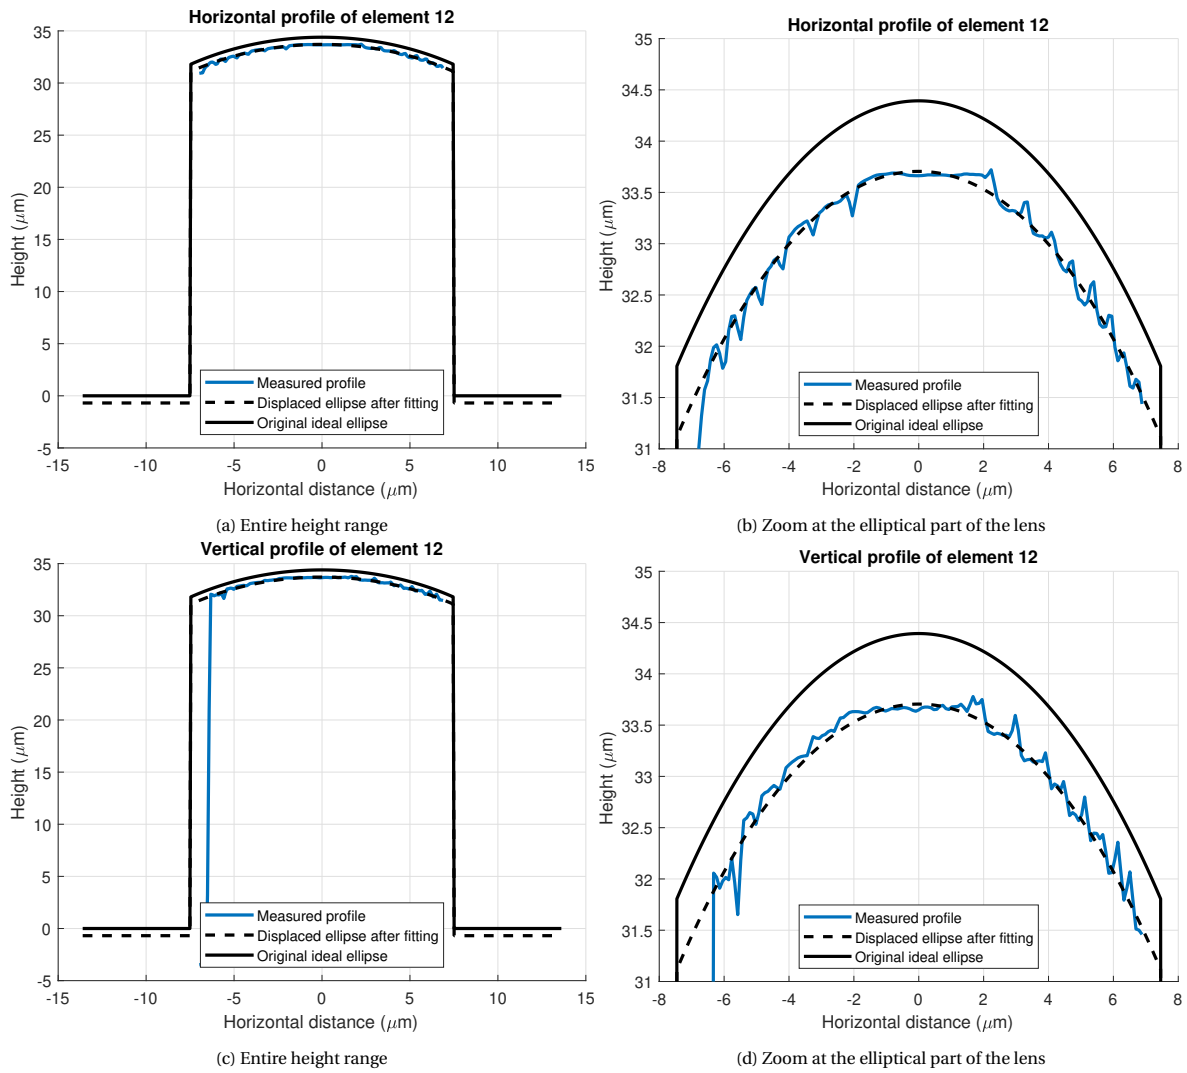 Horizontal profile of element 12
35
30
25
20
15
10
5
0
-5
Height (μm)
Measured profile
Displaced ellipse after fitting
Original ideal ellipse
-15 -10 -5 0 5 10 15
Horizontal distance (μm)
(a) Entire height range
Horizontal profile of element 12
35
34.5
34
33.5
33
32.5
32
31.5
31
Height (μm)
Measured profile
Displaced ellipse after fitting
Original ideal ellipse
-8 -6 -4 -2 0 2 4 6 8
Horizontal distance (μm)
(b) Zoom at the elliptical part of the lens
Vertical profile of element 12
35
30
25
20
15
10
5
0
-5
Height (μm)
Measured profile
Displaced ellipse after fitting
Original ideal ellipse
-15 -10 -5 0 5 10 15
Horizontal distance (μm)
(c) Entire height range
Vertical profile of element 12
35
34.5
34
33.5
33
32.5
32
31.5
31
Height (μm)
Measured profile
Displaced ellipse after fitting
Original ideal ellipse
-8 -6 -4 -2 0 2 4 6 8
Horizontal distance (μm)
(d) Zoom at the elliptical part of the lens